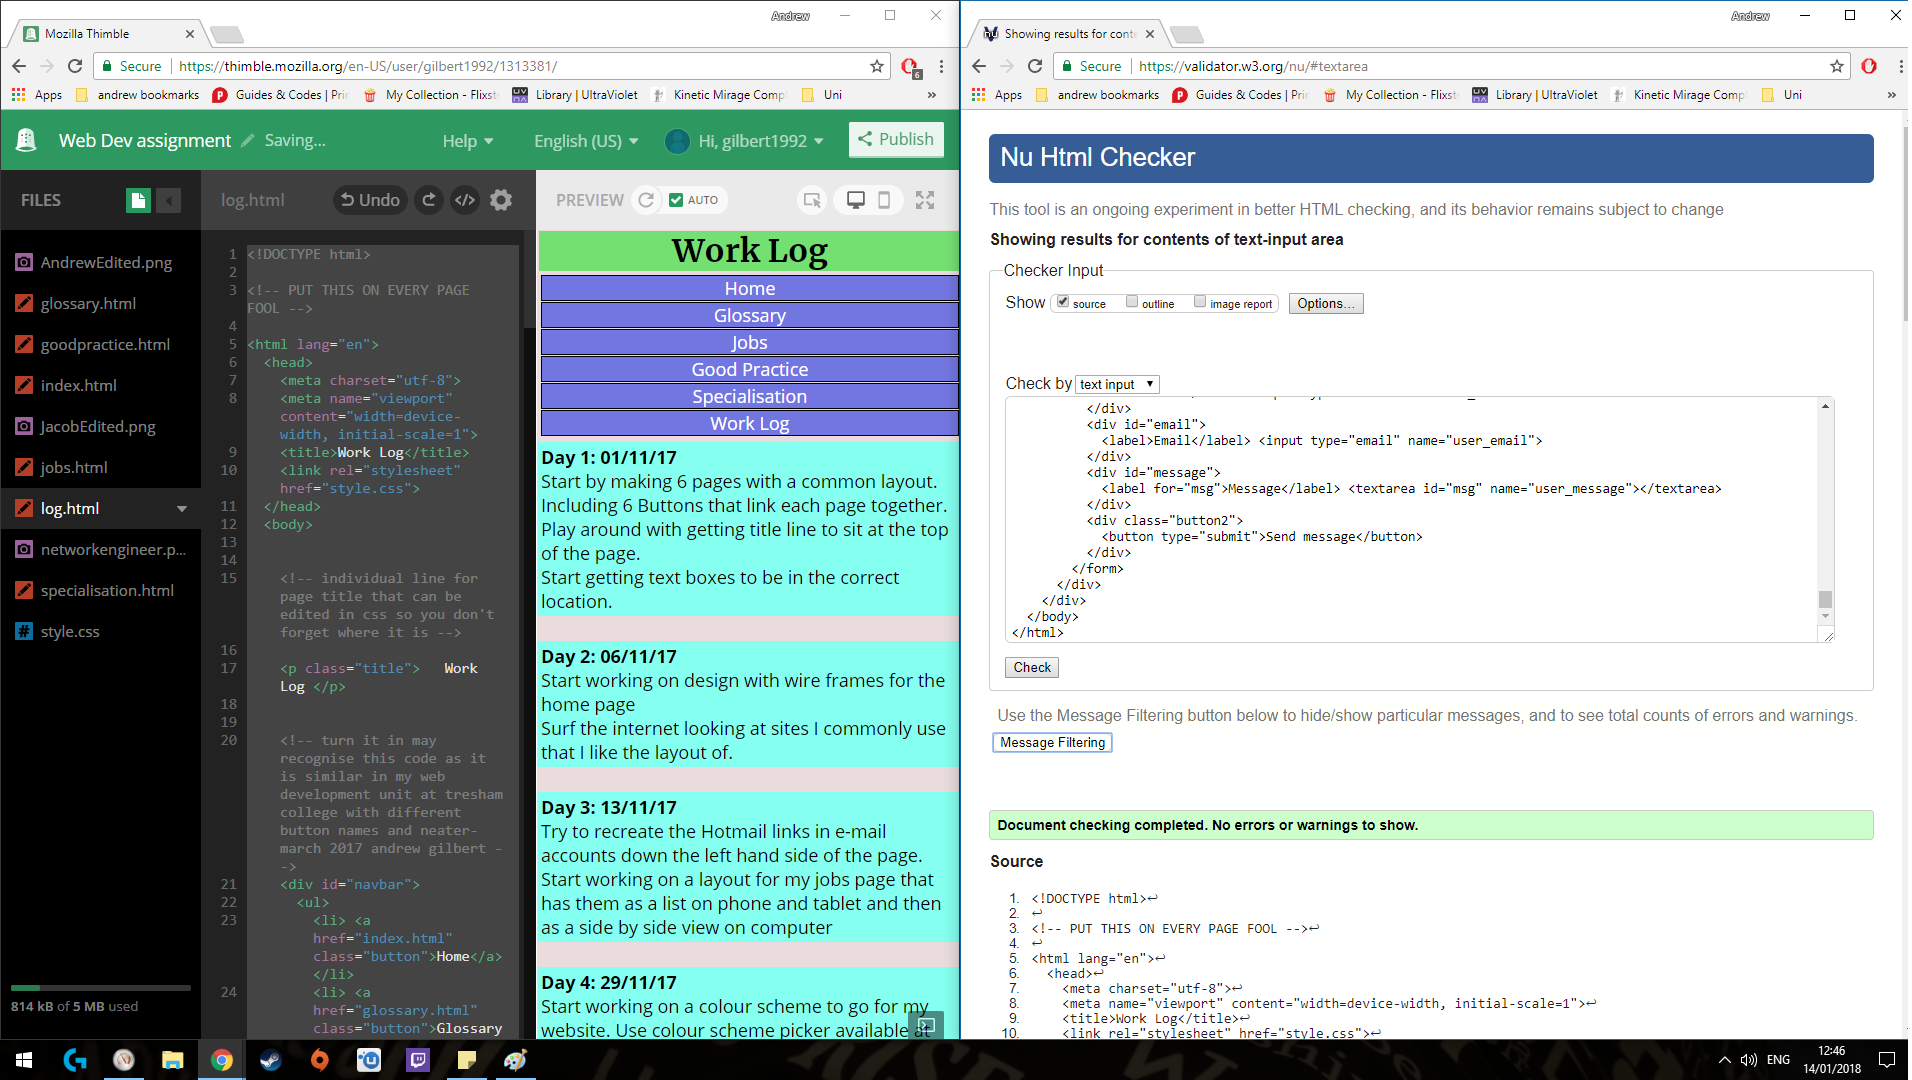 Andrew
Mozilla Thimble
Secure
https://thimble.mozilla.org/en-US/user/gilbert1992/1313381/
6
Apps
andrew bookmarks
Guides & Codes | Prin
My Collection - Flixst
Library | UltraViolet
Kinetic Mirage Comp
Uni
»
Web Dev assignment
Saving...
Help
English (US)
Hi, gilbert1992
Publish
FILES
log.html
Undo
PREVIEW
AUTO
AndrewEdited.png
glossary.html
goodpractice.html
index.html
JacobEdited.png
jobs.html
log.html
networkengineer.p...
specialisation.html
style.css
814 kB of 5 MB used
1 <!DOCTYPE html>
2
3 <!-- PUT THIS ON EVERY PAGE
FOOL -->
4
5 <html lang="en">
6 <head>
7 <meta charset="utf-8">
8 <meta name="viewport"
content="width=device-
width, initial-scale=1">
9 <title>Work Log</title>
10 <link rel="stylesheet"
href="style.css">
11 </head>
12 <body>
13
14
15 <!-- individual line for
page title that can be
edited in css so you don't
forget where it is -->
16
17 <p class="title"> Work
Log </p>
18
19
20 <!-- turn it in may
recognise this code as it
is similar in my web
development unit at tresham
college with different
button names and neater-
march 2017 andrew gilbert -
->
21 <div id="navbar">
22 <ul>
23 <li> <a
href="index.html"
class="button">Home</a>
</li>
24 <li> <a
href="glossary.html"
class="button">Glossary
Work Log
Home
Glossary
Jobs
Good Practice
Specialisation
Work Log
Day 1: 01/11/17
Start by making 6 pages with a common layout.
Including 6 Buttons that link each page together.
Play around with getting title line to sit at the top
of the page.
Start getting text boxes to be in the correct
location.
Day 2: 06/11/17
Start working on design with wire frames for the
home page
Surf the internet looking at sites I commonly use
that I like the layout of.
Day 3: 13/11/17
Try to recreate the Hotmail links in e-mail
accounts down the left hand side of the page.
Start working on a layout for my jobs page that
has them as a list on phone and tablet and then
as a side by side view on computer
Day 4: 29/11/17
Start working on a colour scheme to go for my
website. Use colour scheme picker available at
Andrew
Showing results for conte
Secure
https://validator.w3.org/nu/#textarea
Apps
andrew bookmarks
Guides & Codes | Prin
My Collection - Flixst
Library | UltraViolet
Kinetic Mirage Comp
Uni
»
Nu Html Checker
This tool is an ongoing experiment in better HTML checking, and its behavior remains subject to change
Showing results for contents of text-input area
Checker Input
Show source outline image report Options...
Check by text input
</div>
<div id="email">
<label>Email</label> <input type="email" name="user_email">
</div>
<div id="message">
<label for="msg">Message</label> <textarea id="msg" name="user_message"></textarea>
</div>
<div class="button2">
<button type="submit">Send message</button>
</div>
</form>
</div>
</div>
</body>
</html>
Check
Use the Message Filtering button below to hide/show particular messages, and to see total counts of errors and warnings.
Message Filtering
Document checking completed. No errors or warnings to show.
Source
1. <!DOCTYPE html>↩
2. ↩
3. <!-- PUT THIS ON EVERY PAGE FOOL -->↩
4. ↩
5. <html lang="en">↩
6. <head>↩
7. <meta charset="utf-8">↩
8. <meta name="viewport" content="width=device-width, initial-scale=1">↩
9. <title>Work Log</title>↩
10. <link rel="stylesheet" href="style.css">↩
ENG
12:46
14/01/2018